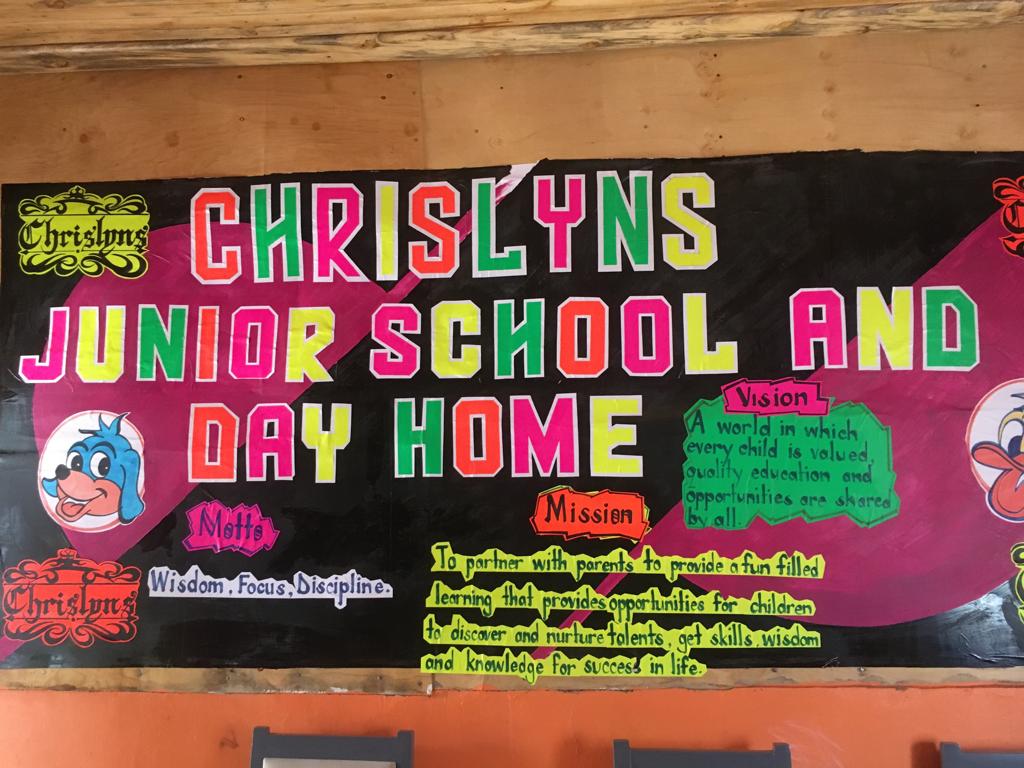 Chrislyns
CHRISLYNS
JUNIOR SCHOOL AND
DAY HOME
Vision
A world in which
every child is valued,
quality education and
opportunities are shared
by all.
Motto
Wisdom, Focus, Discipline.
Mission
To partner with parents to provide a fun filled
learning that provides opportunities for children
to discover and nurture talents, get skills, wisdom
and knowledge for success in life.
Chrislyns